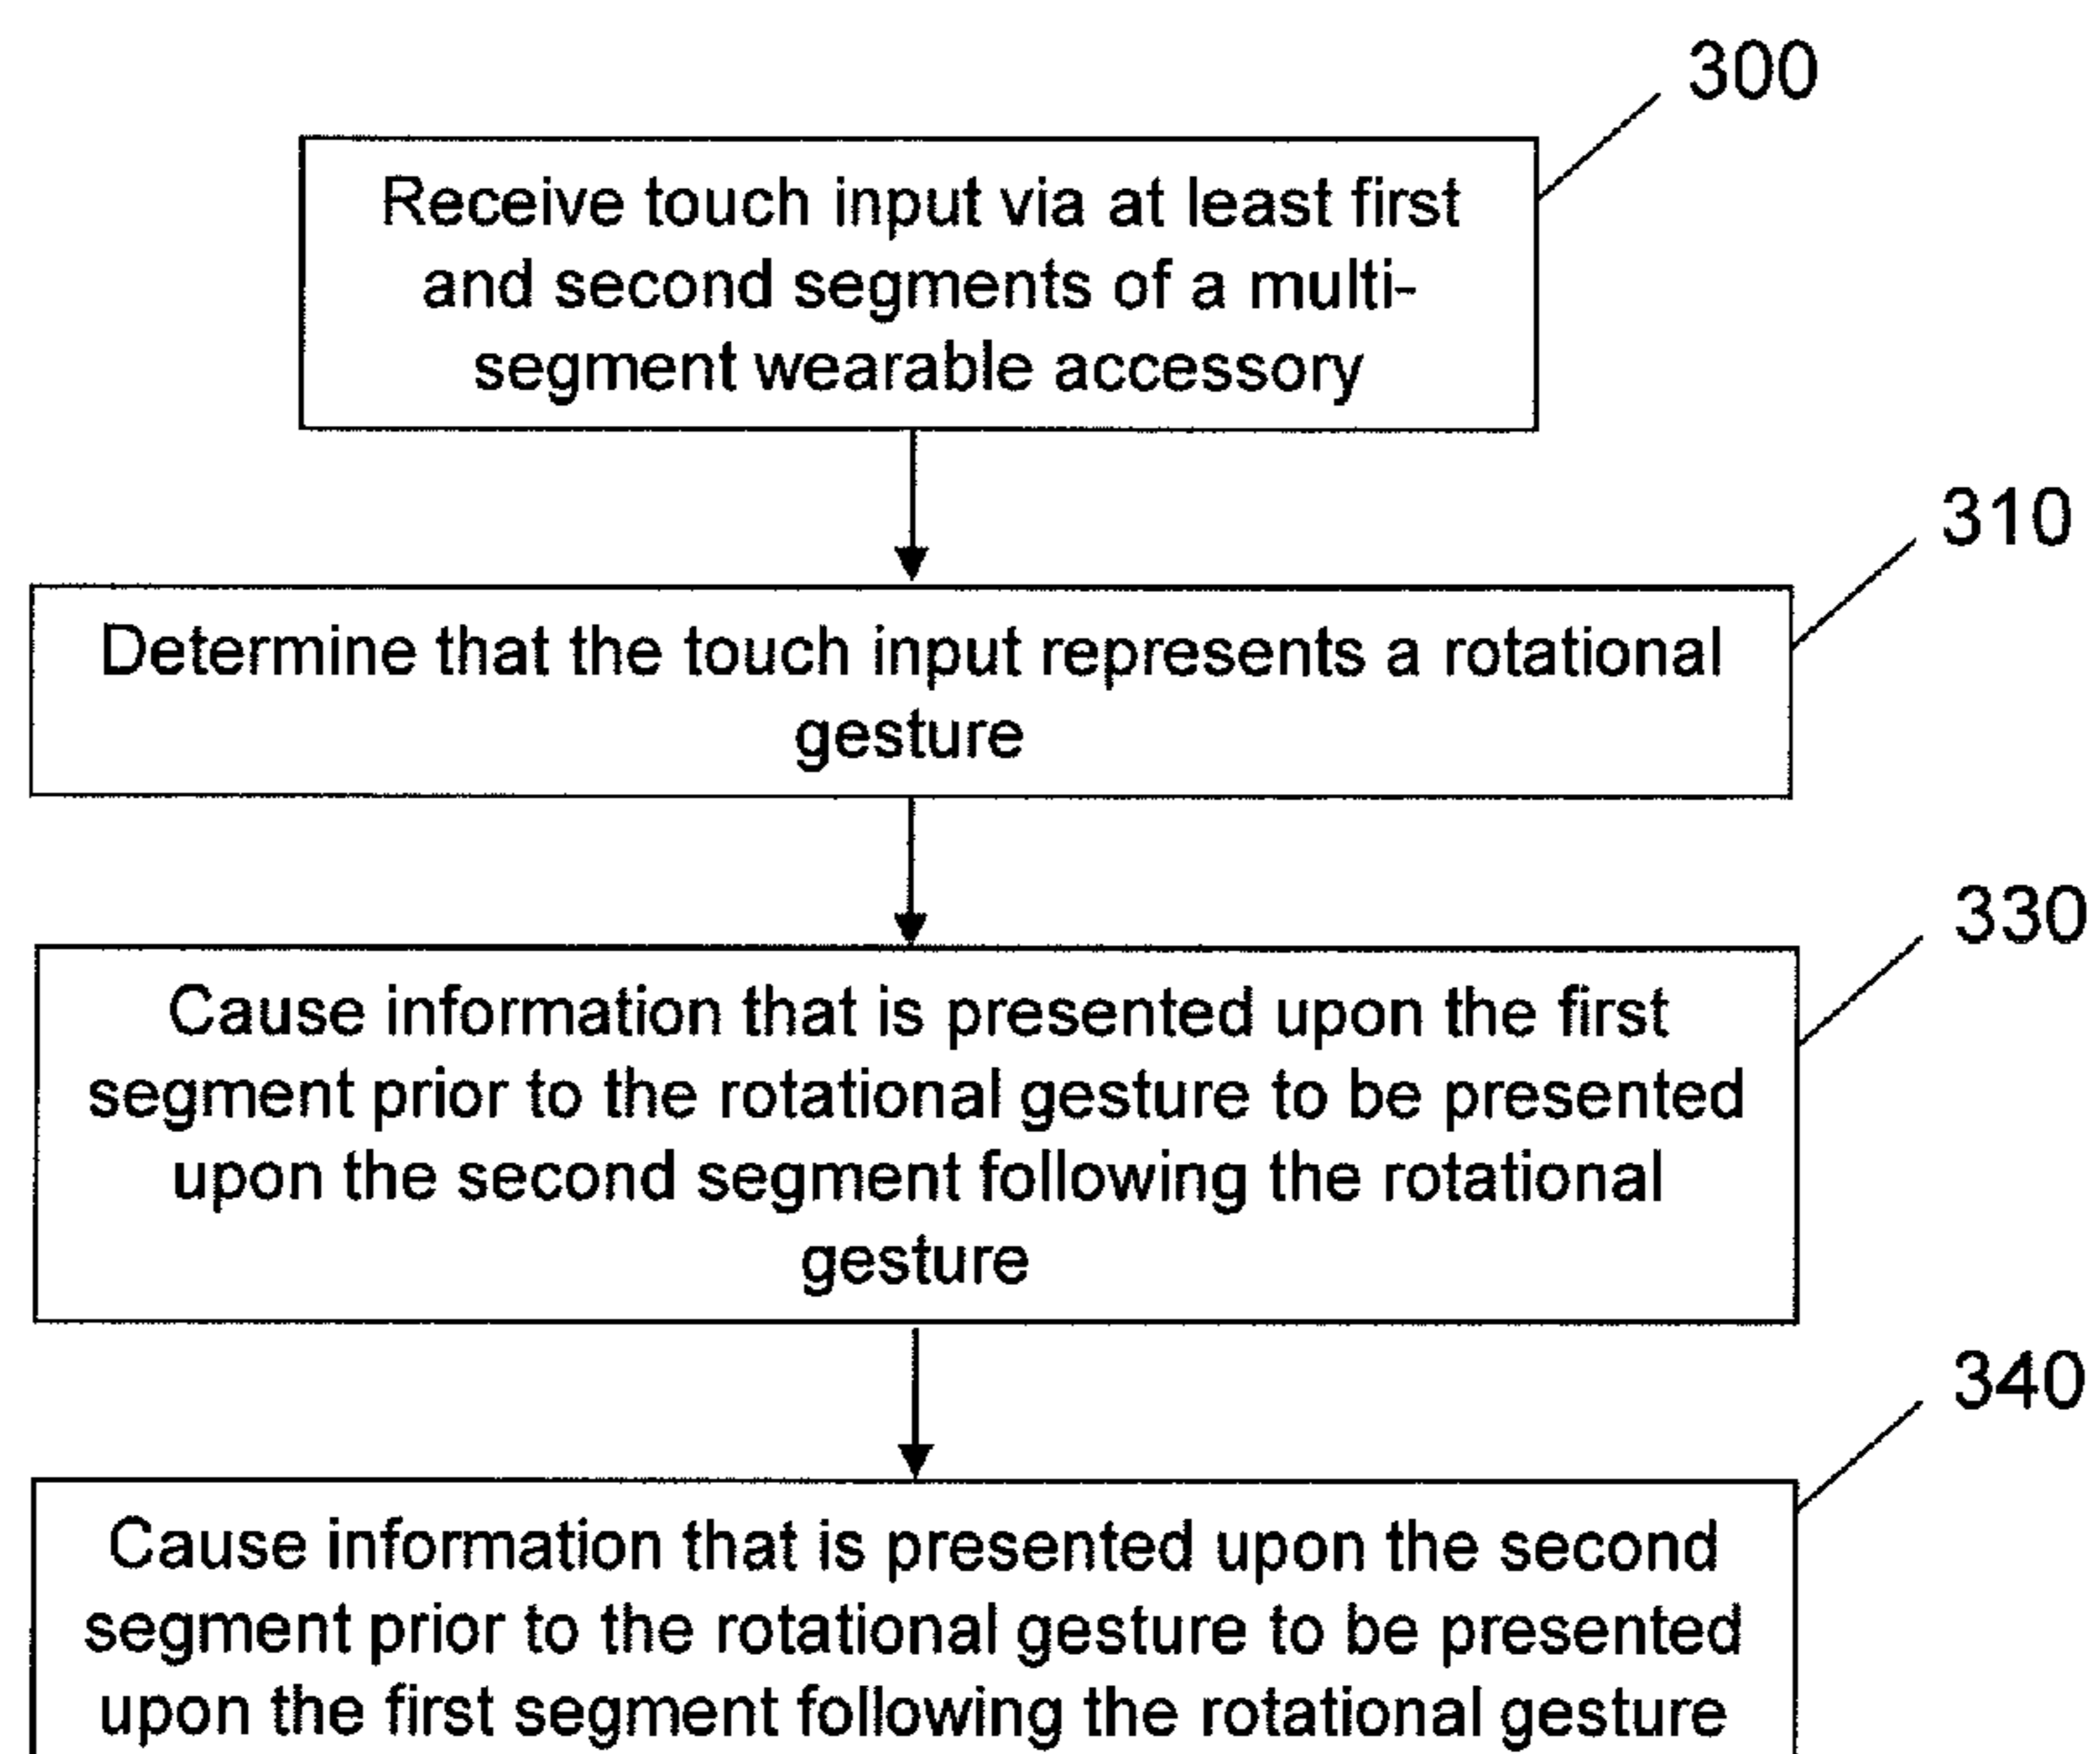 300
Receive touch input via at least first
and second segments of a multi-
segment wearable accessory
310
Determine that the touch input represents a rotational
gesture
330
Cause information that is presented upon the first
segment prior to the rotational gesture to be presented
upon the second segment following the rotational
gesture
340
Cause information that is presented upon the second
segment prior to the rotational gesture to be presented
upon the first segment following the rotational gesture